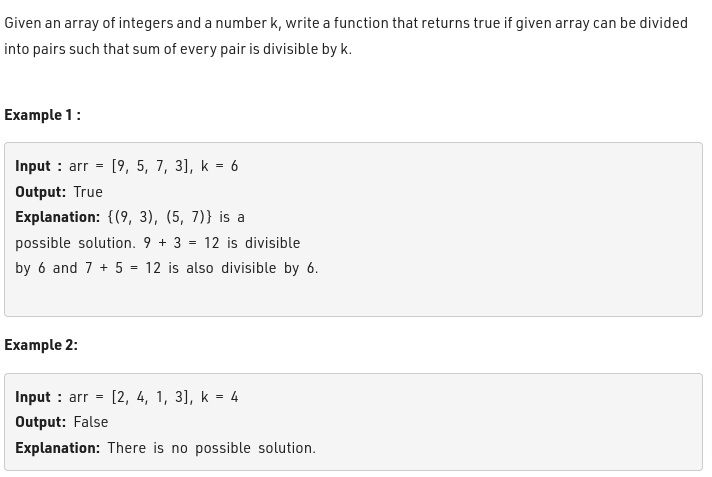 Given an array of integers and a number k, write a function that returns true if given array can be divided
into pairs such that sum of every pair is divisible by k.
Example 1 :
Input : arr = [9, 5, 7, 3], k = 6
Output: True
Explanation: {(9, 3), (5, 7)} is a
possible solution. 9 + 3 = 12 is divisible
by 6 and 7 + 5 = 12 is also divisible by 6.
Example 2:
Input : arr = [2, 4, 1, 3], k = 4
Output: False
Explanation: There is no possible solution.